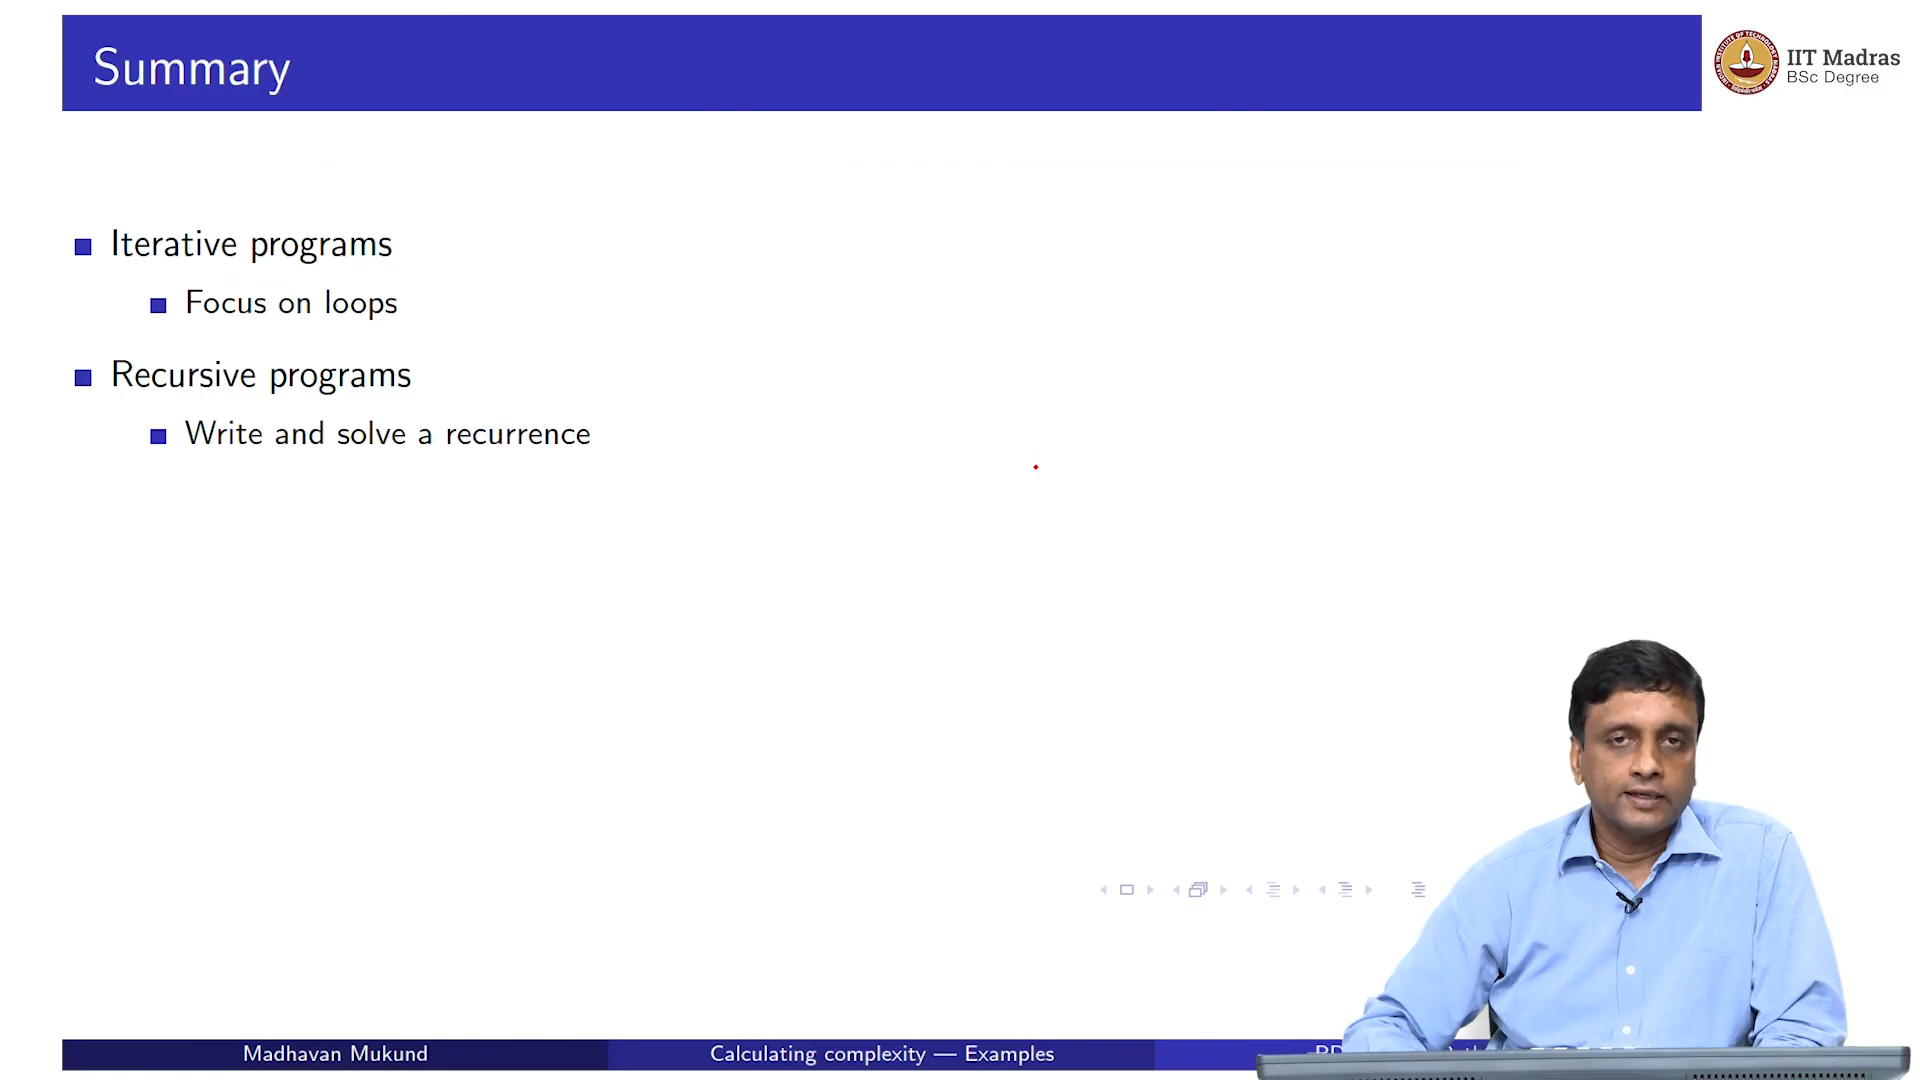 Summary
IIT Madras
BSc Degree
Iterative programs
Focus on loops
Recursive programs
Write and solve a recurrence
Madhavan Mukund
Calculating complexity — Examples